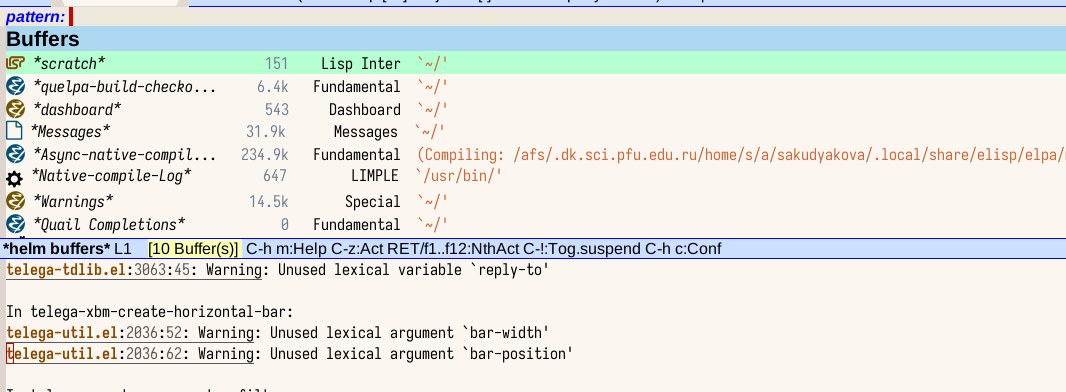 pattern:
Buffers
*scratch* 151 Lisp Inter `~/'
*quelpa-build-checko... 6.4k Fundamental `~/'
*dashboard* 543 Dashboard `~/'
*Messages* 31.9k Messages `~/'
*Async-native-compil... 234.9k Fundamental (Compiling: /afs/.dk.sci.pfu.edu.ru/home/s/a/sakudyakova/.local/share/elisp/elpa/
*Native-compile-Log* 647 LIMPLE `/usr/bin/'
*Warnings* 14.5k Special `~/'
*Quail Completions* 0 Fundamental `~/'
*helm buffers* L1 [10 Buffer(s)] C-h m:Help C-z:Act RET/f1..f12:NthAct C-!:Tog.suspend C-h c:Conf
telega-tdlib.el:3063:45: Warning: Unused lexical variable `reply-to'
In telega-xbm-create-horizontal-bar:
telega-util.el:2036:52: Warning: Unused lexical argument `bar-width'
telega-util.el:2036:62: Warning: Unused lexical argument `bar-position'